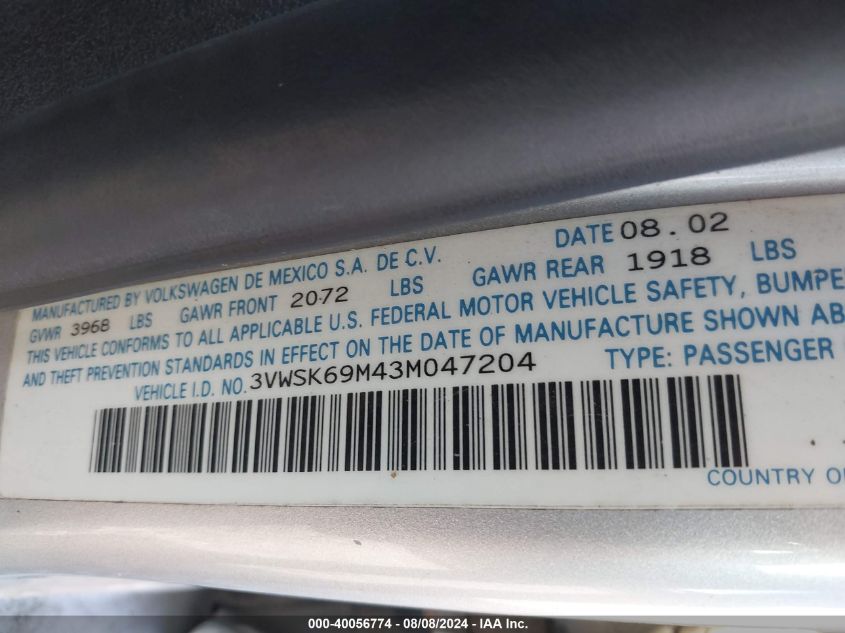 MANUFACTURED BY VOLKSWAGEN DE MEXICO S.A. DE C.V. DATE 08.02
GVWR 3968 LBS GAWR FRONT 2072 LBS GAWR REAR 1918 LBS
THIS VEHICLE CONFORMS TO ALL APPLICABLE U.S. FEDERAL MOTOR VEHICLE SAFETY, BUMPE
AND THEFT PREVENTION STANDARDS IN EFFECT ON THE DATE OF MANUFACTURE SHOWN AB
VEHICLE I.D. NO. 3VWSK69M43M047204 TYPE: PASSENGER
COUNTRY O
000-40056774 - 08/08/2024 - IAA Inc.